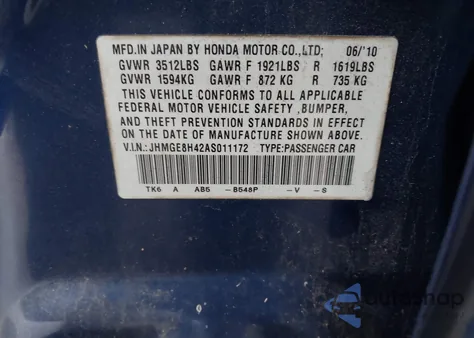 MFD.IN JAPAN BY HONDA MOTOR CO.,LTD; 06/'10
GVWR 3512LBS GAWR F 1921LBS R 1619LBS
GVWR 1594KG GAWR F 872 KG R 735 KG
THIS VEHICLE CONFORMS TO ALL APPLICABLE
FEDERAL MOTOR VEHICLE SAFETY ,BUMPER,
AND THEFT PREVENTION STANDARDS IN EFFECT
ON THE DATE OF MANUFACTURE SHOWN ABOVE.
V.I.N.:JHMGE8H42AS011172 TYPE:PASSENGER CAR
TK6 A AB5 -B548P -V -S
autoshop